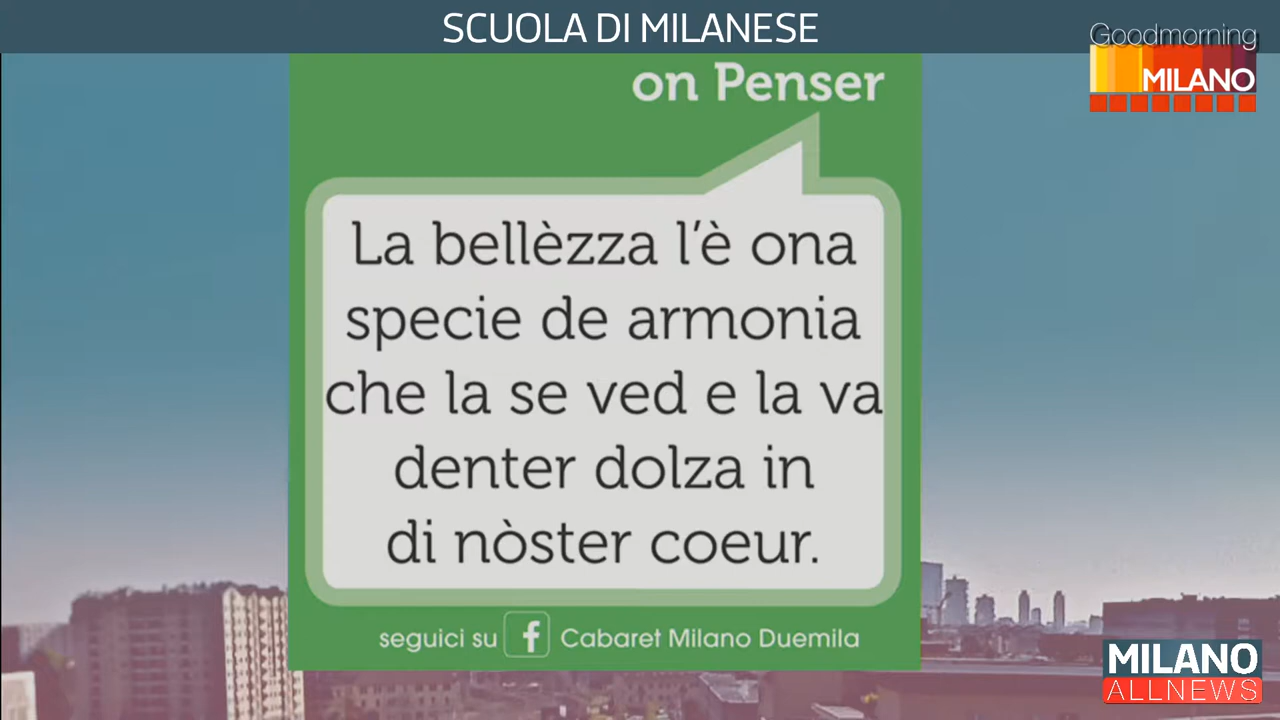 SCUOLA DI MILANESE
Goodmorning
MILANO
on Penser
La bellèzza l'è ona
specie de armonia
che la se ved e la va
denter dolza in
di nòster coeur.
seguici su f Cabaret Milano Duemila
MILANO
ALLNEWS